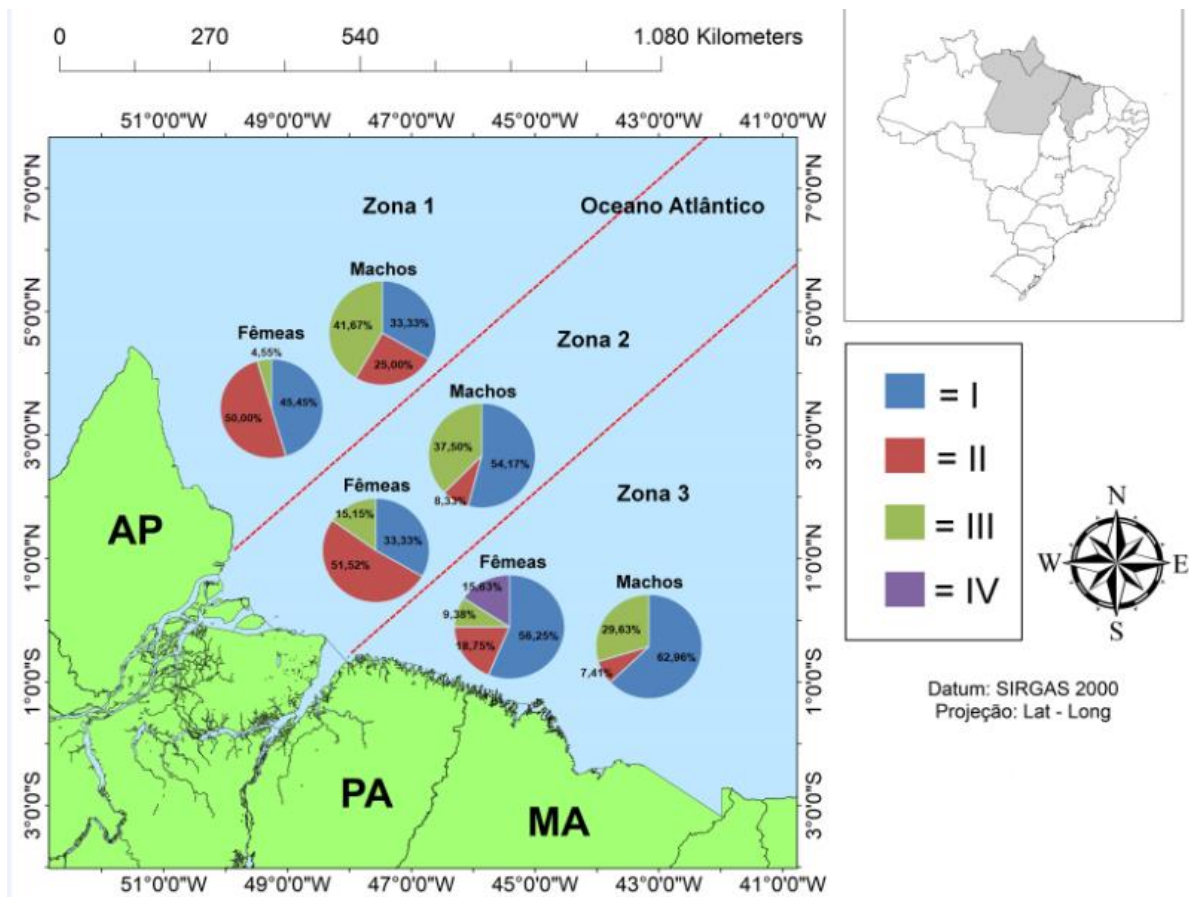 0 270 540 1.080 Kilometers
51°0'0"W 49°0'0"W 47°0'0"W 45°0'0"W 43°0'0"W 41°0'0"W
7°0'0"N
5°0'0"N
3°0'0"N
1°0'0"N
1°0'0"S
3°0'0"S
7°0'0"N
5°0'0"N
3°0'0"N
1°0'0"N
1°0'0"S
3°0'0"S
Zona 1
Oceano Atlântico
Machos
41,67%
33,33%
25,00%
Fêmeas
4,55%
45,45%
50,00%
Zona 2
Machos
37,50%
54,17%
8,33%
Fêmeas
15,15%
33,33%
51,52%
Zona 3
Fêmeas
15,63%
9,38%
56,25%
18,75%
Machos
29,63%
62,96%
7,41%
AP
PA
MA
51°0'0"W 49°0'0"W 47°0'0"W 45°0'0"W 43°0'0"W 41°0'0"W
= I
= II
= III
= IV
N
W
E
S
Datum: SIRGAS 2000
Projeção: Lat - Long